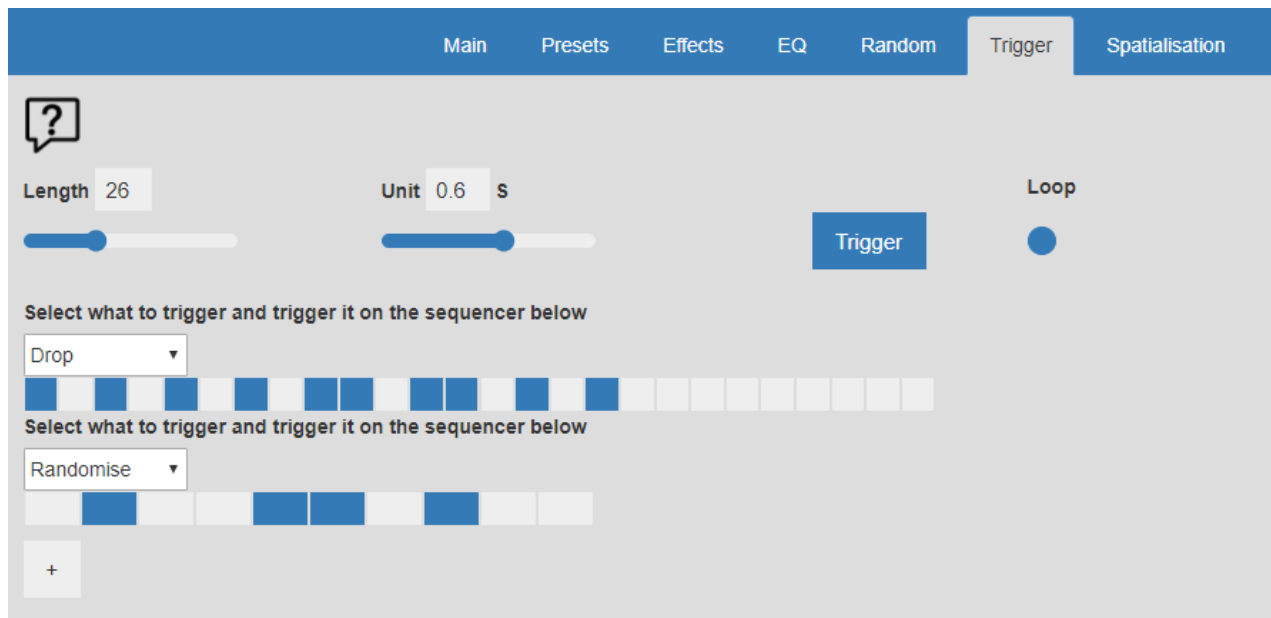 Main Presets Effects EQ Random Trigger Spatialisation
?
Length 26 Unit 0.6 S Loop
Trigger
Select what to trigger and trigger it on the sequencer below
Drop
Select what to trigger and trigger it on the sequencer below
Randomise
+